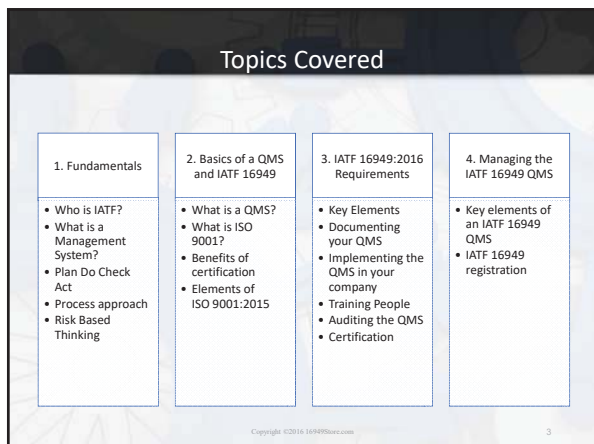 Topics Covered
1. Fundamentals
• Who is IATF?
• What is a
Management
System?
• Plan Do Check
Act
• Process approach
• Risk Based
Thinking
2. Basics of a QMS
and IATF 16949
• What is a QMS?
• What is ISO
9001?
• Benefits of
certification
• Elements of
ISO 9001:2015
3. IATF 16949:2016
Requirements
• Key Elements
• Documenting
your QMS
• Implementing the
QMS in your
company
• Training People
• Auditing the QMS
• Certification
4. Managing the
IATF 16949 QMS
• Key elements of
an IATF 16949
QMS
• IATF 16949
registration
Copyright ©2016 16949Store.com
3